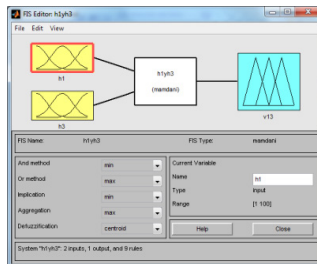 FIS Editor: h1yh3
File Edit View
h1
h1yh3
(mamdani)
h3
v13
FIS Name: h1yh3 FIS Type: mamdani
And method min
Or method max
Implication min
Aggregation max
Defuzzification centroid
Current Variable
Name h1
Type input
Range [1 100]
Help Close
System "h1yh3": 2 inputs, 1 output, and 9 rules